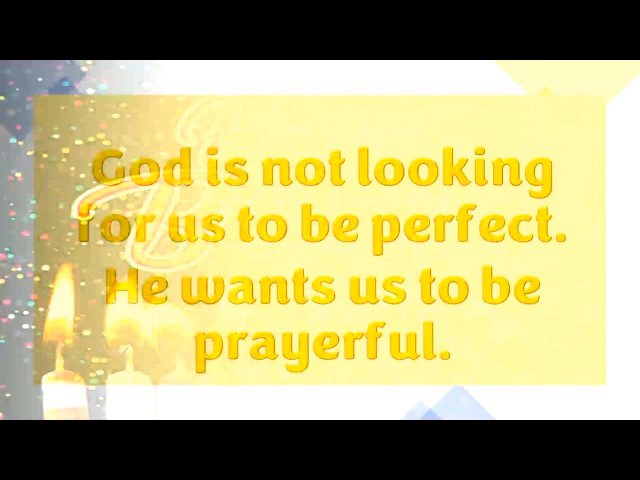 God is not looking
for us to be perfect.
He wants us to be
prayerful.